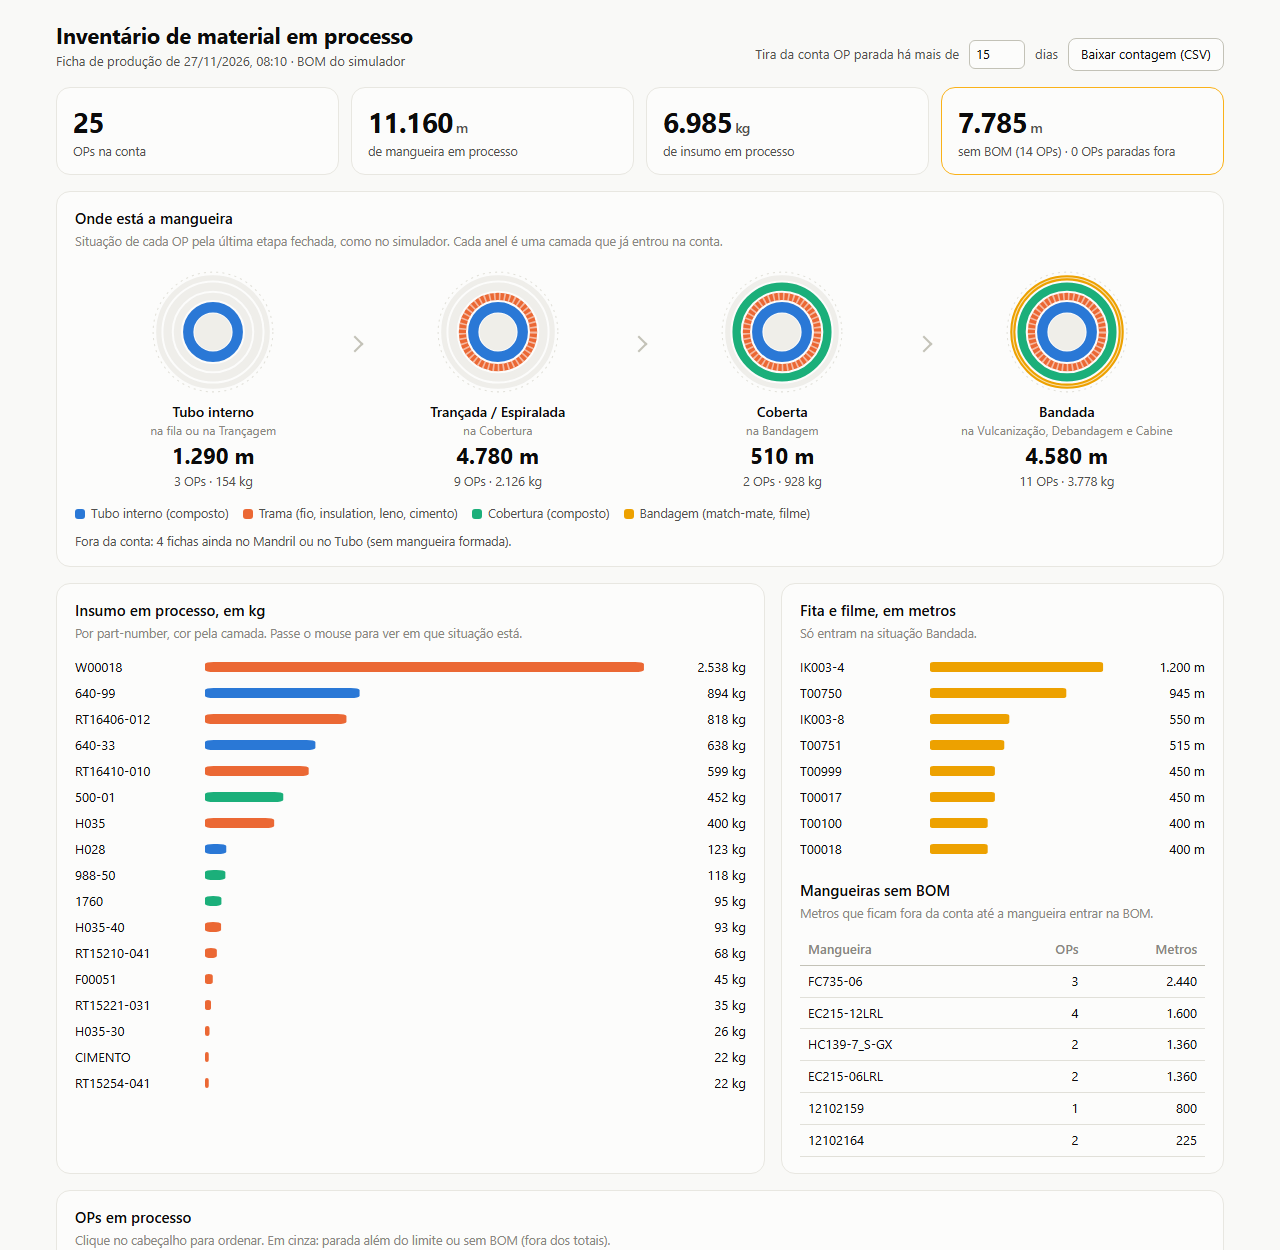 Inventário de material em processo
Ficha de produção de 27/11/2026, 08:10 · BOM do simulador
Tira da conta OP parada há mais de 15 dias Baixar contagem (CSV)
25
OPs na conta
11.160 m
de mangueira em processo
6.985 kg
de insumo em processo
7.785 m
sem BOM (14 OPs) · 0 OPs paradas fora
Onde está a mangueira
Situação de cada OP pela última etapa fechada, como no simulador. Cada anel é uma camada que já entrou na conta.
Tubo interno
na fila ou na Trançagem
1.290 m
3 OPs · 154 kg
Trançada / Espiralada
na Cobertura
4.780 m
9 OPs · 2.126 kg
Coberta
na Bandagem
510 m
2 OPs · 928 kg
Bandada
na Vulcanização, Debandagem e Cabine
4.580 m
11 OPs · 3.778 kg
Tubo interno (composto) Trama (fio, insulation, leno, cimento) Cobertura (composto) Bandagem (match-mate, filme)
Fora da conta: 4 fichas ainda no Mandril ou no Tubo (sem mangueira formada).
Insumo em processo, em kg
Por part-number, cor pela camada. Passe o mouse para ver em que situação está.
W00018 2.538 kg
640-99 894 kg
RT16406-012 818 kg
640-33 638 kg
RT16410-010 599 kg
500-01 452 kg
H035 400 kg
H028 123 kg
988-50 118 kg
1760 95 kg
H035-40 93 kg
RT15210-041 68 kg
F00051 45 kg
RT15221-031 35 kg
H035-30 26 kg
CIMENTO 22 kg
RT15254-041 22 kg
Fita e filme, em metros
Só entram na situação Bandada.
IK003-4 1.200 m
T00750 945 m
IK003-8 550 m
T00751 515 m
T00999 450 m
T00017 450 m
T00100 400 m
T00018 400 m
Mangueiras sem BOM
Metros que ficam fora da conta até a mangueira entrar na BOM.
Mangueira OPs Metros
FC735-06 3 2.440
EC215-12LRL 4 1.600
HC139-7_S-GX 2 1.360
EC215-06LRL 2 1.360
12102159 1 800
12102164 2 225
OPs em processo
Clique no cabeçalho para ordenar. Em cinza: parada além do limite ou sem BOM (fora dos totais).